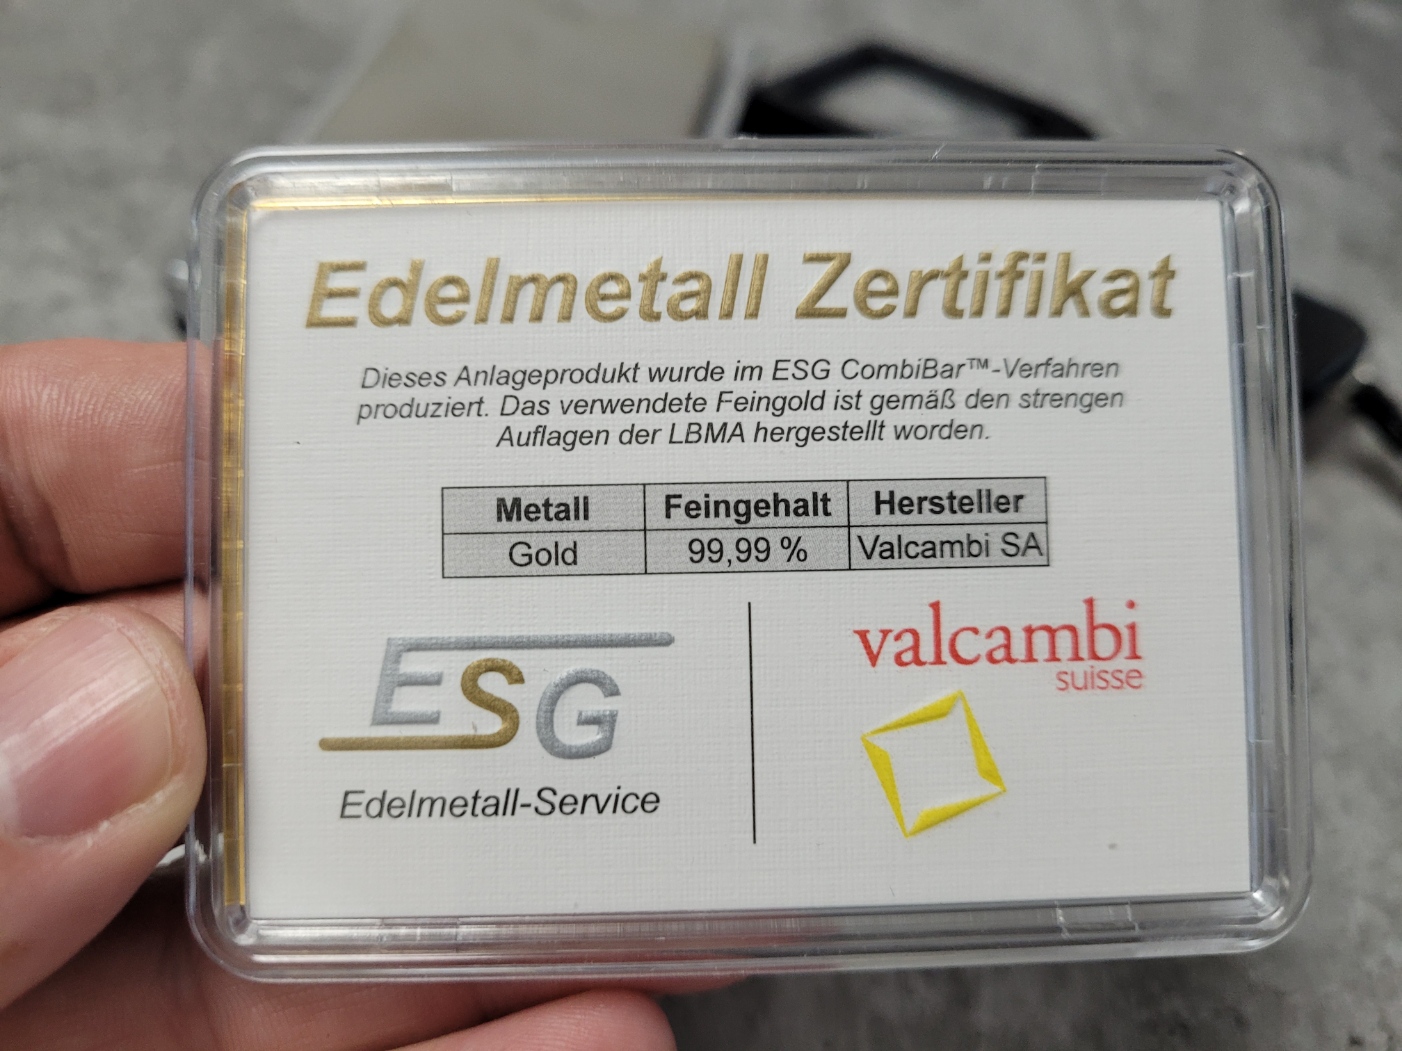 Edelmetall Zertifikat
Dieses Anlageprodukt wurde im ESG CombiBar™-Verfahren
produziert. Das verwendete Feingold ist gemäß den strengen
Auflagen der LBMA hergestellt worden.
Metall Feingehalt Hersteller
Gold 99,99 % Valcambi SA
ESG
Edelmetall-Service
valcambi
suisse